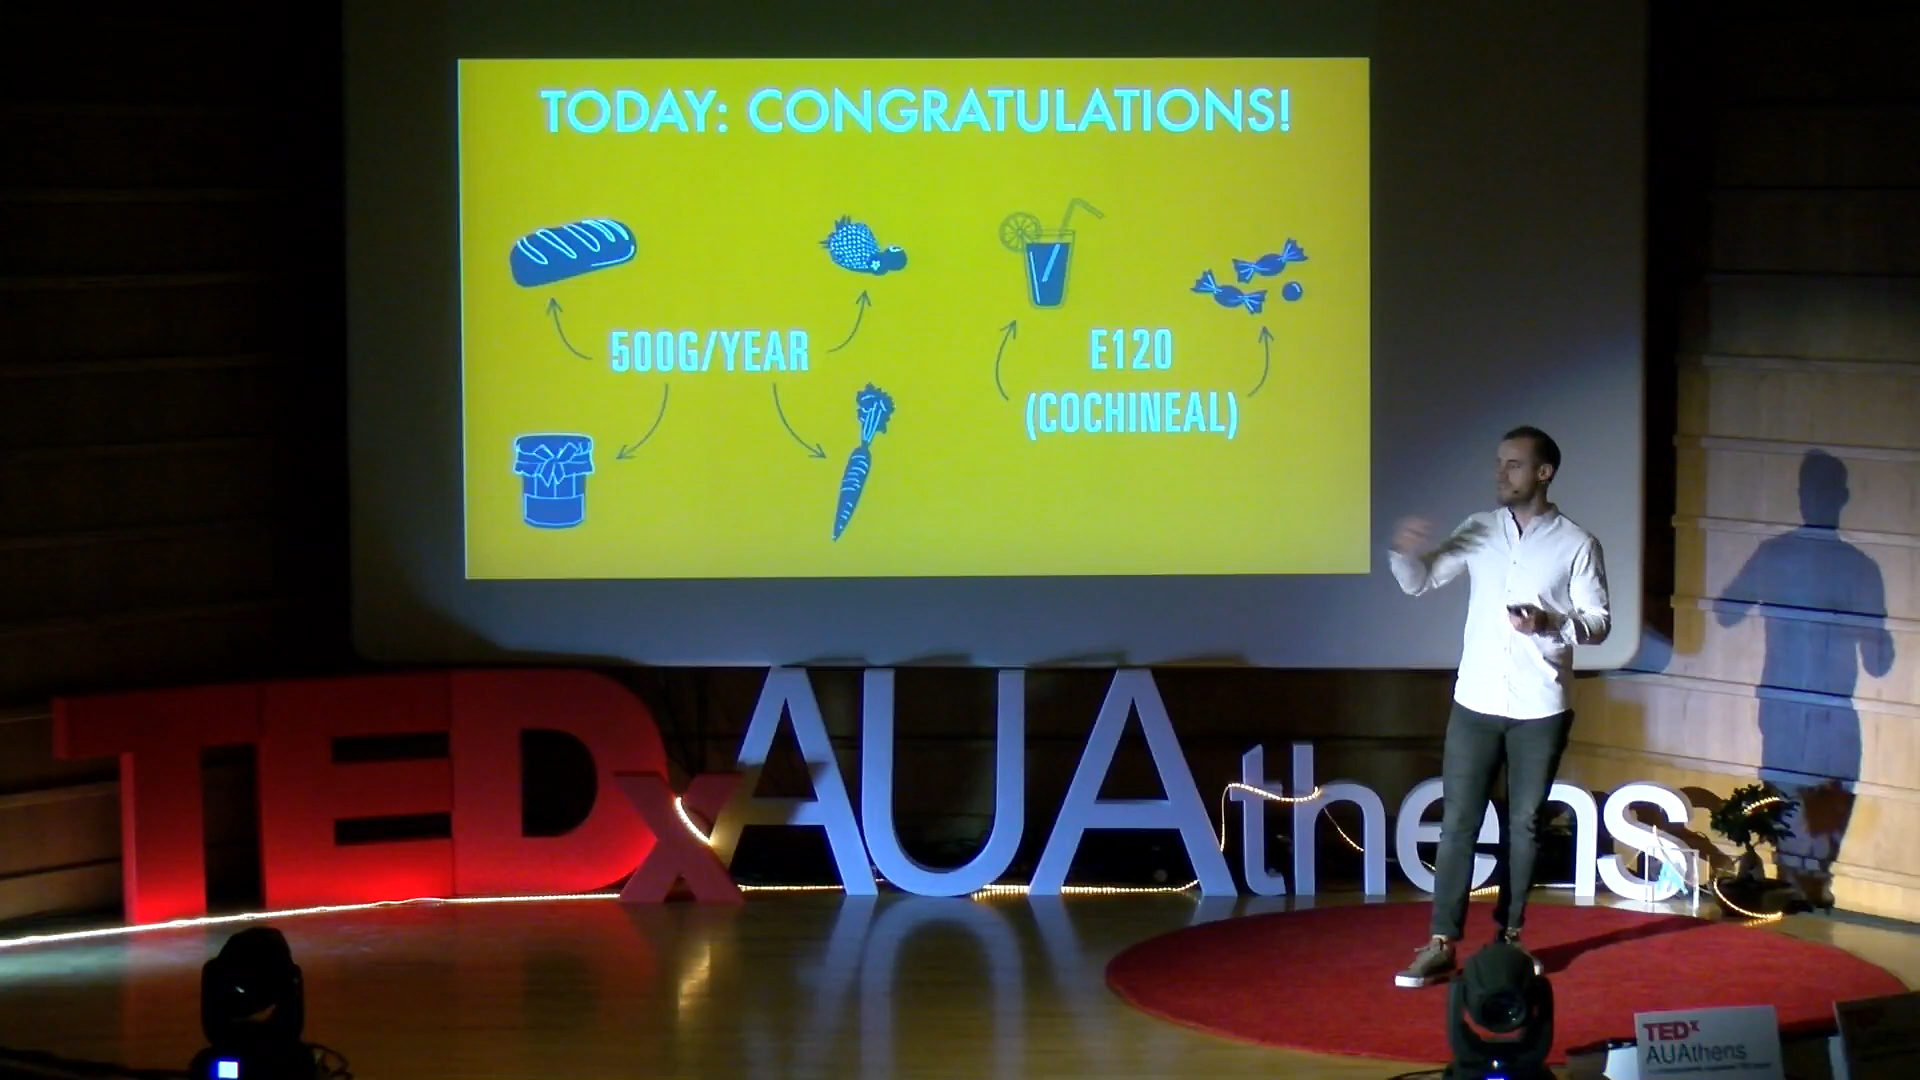 TODAY: CONGRATULATIONS!
500G/YEAR
E120
(COCHINEAL)
TEDxAUAthens
TEDx
AUAthens